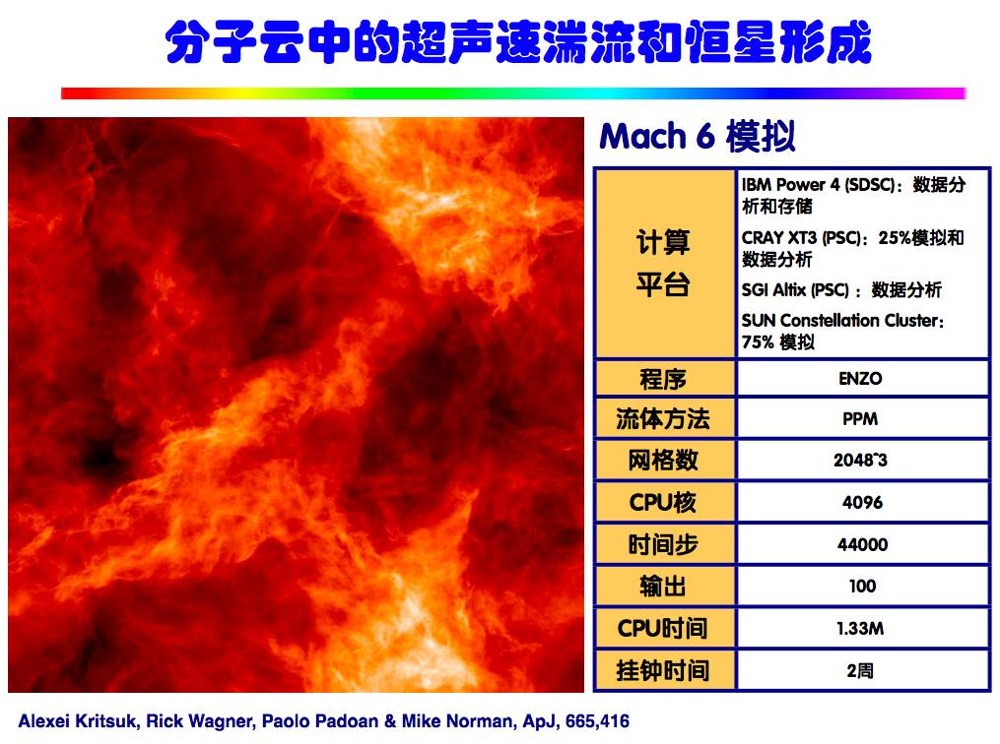 分子云中的超声速湍流和恒星形成
Mach 6 模拟
计算
平台
IBM Power 4 (SDSC)：数据分
析和存储
CRAY XT3 (PSC)：25%模拟和
数据分析
SGI Altix (PSC) ：数据分析
SUN Constellation Cluster：
75% 模拟
程序
ENZO
流体方法
PPM
网格数
2048^3
CPU核
4096
时间步
44000
输出
100
CPU时间
1.33M
挂钟时间
2周
Alexei Kritsuk, Rick Wagner, Paolo Padoan & Mike Norman, ApJ, 665,416